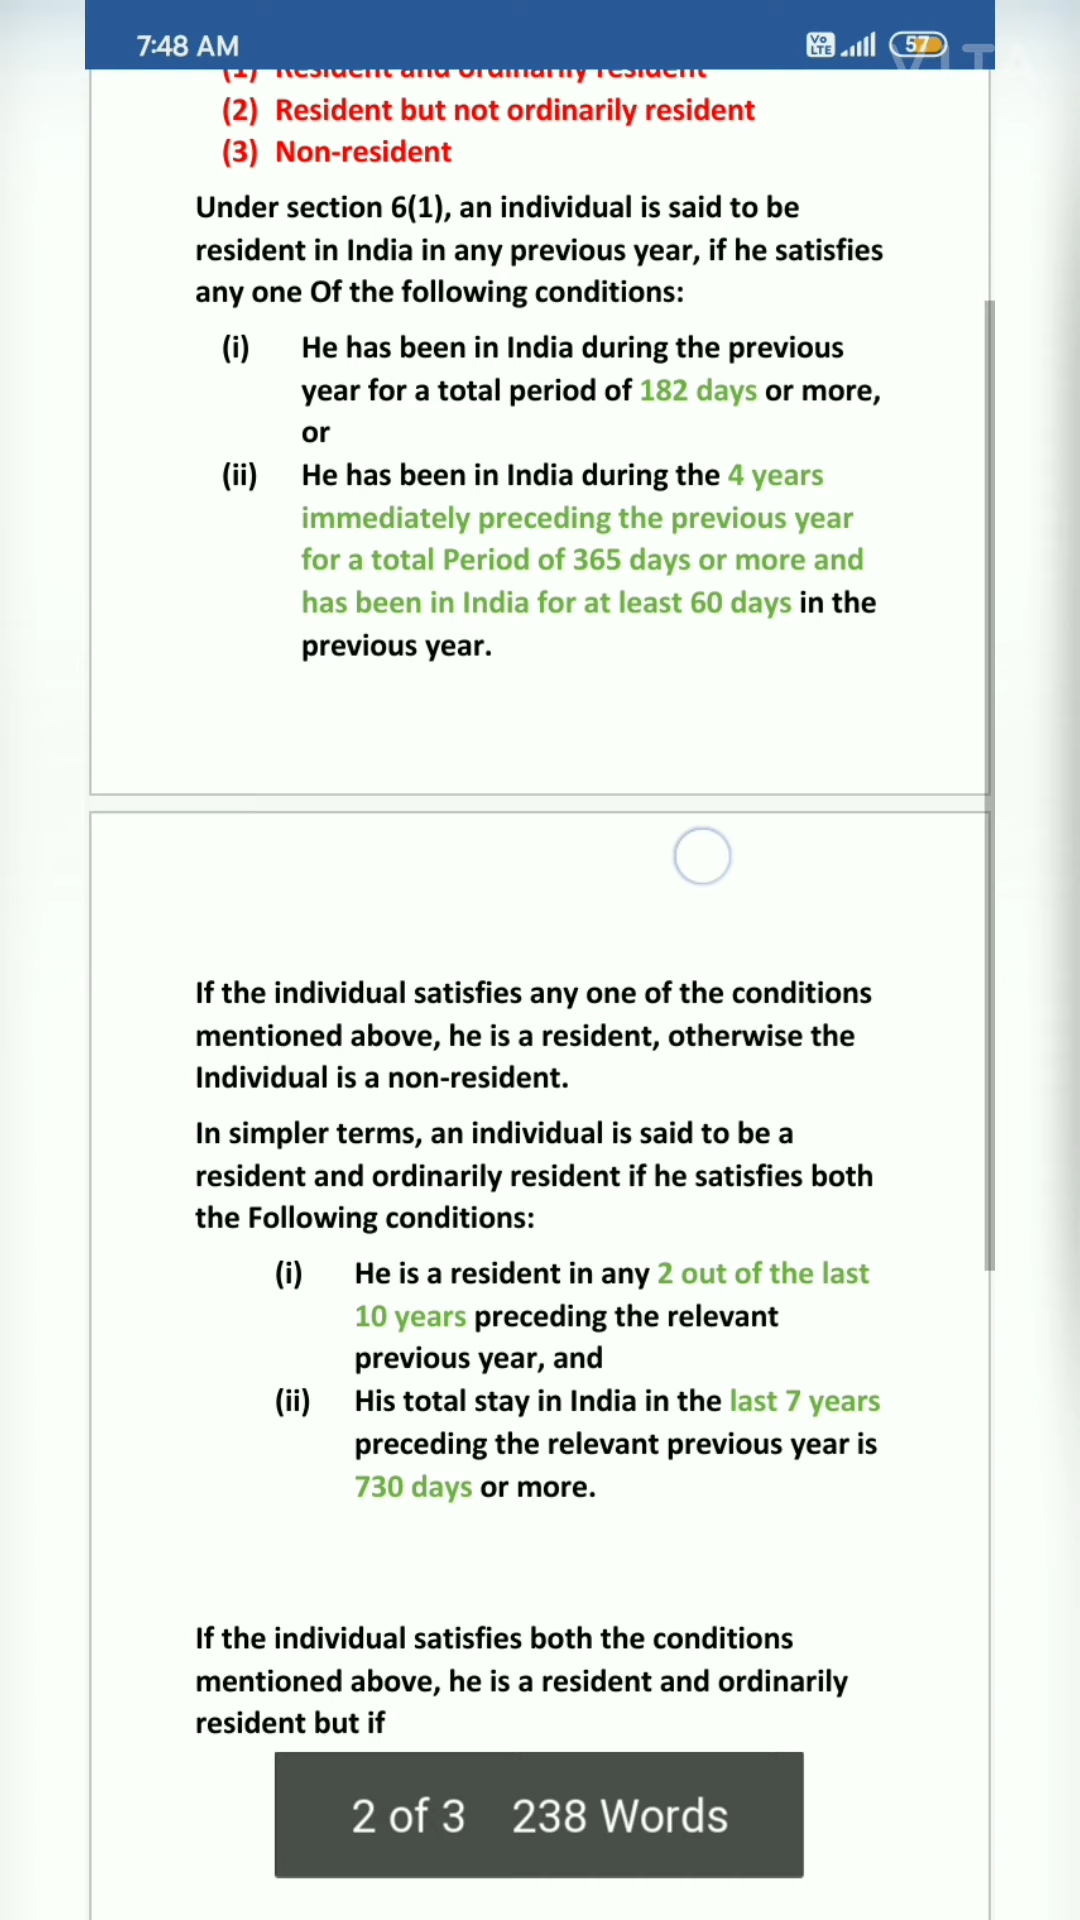 7:48 AM
Vo LTE 57
VITA
(1) Resident and ordinarily resident
(2) Resident but not ordinarily resident
(3) Non-resident
Under section 6(1), an individual is said to be
resident in India in any previous year, if he satisfies
any one Of the following conditions:
(i) He has been in India during the previous
year for a total period of 182 days or more,
or
(ii) He has been in India during the 4 years
immediately preceding the previous year
for a total Period of 365 days or more and
has been in India for at least 60 days in the
previous year.
If the individual satisfies any one of the conditions
mentioned above, he is a resident, otherwise the
Individual is a non-resident.
In simpler terms, an individual is said to be a
resident and ordinarily resident if he satisfies both
the Following conditions:
(i) He is a resident in any 2 out of the last
10 years preceding the relevant
previous year, and
(ii) His total stay in India in the last 7 years
preceding the relevant previous year is
730 days or more.
If the individual satisfies both the conditions
mentioned above, he is a resident and ordinarily
resident but if
2 of 3 238 Words